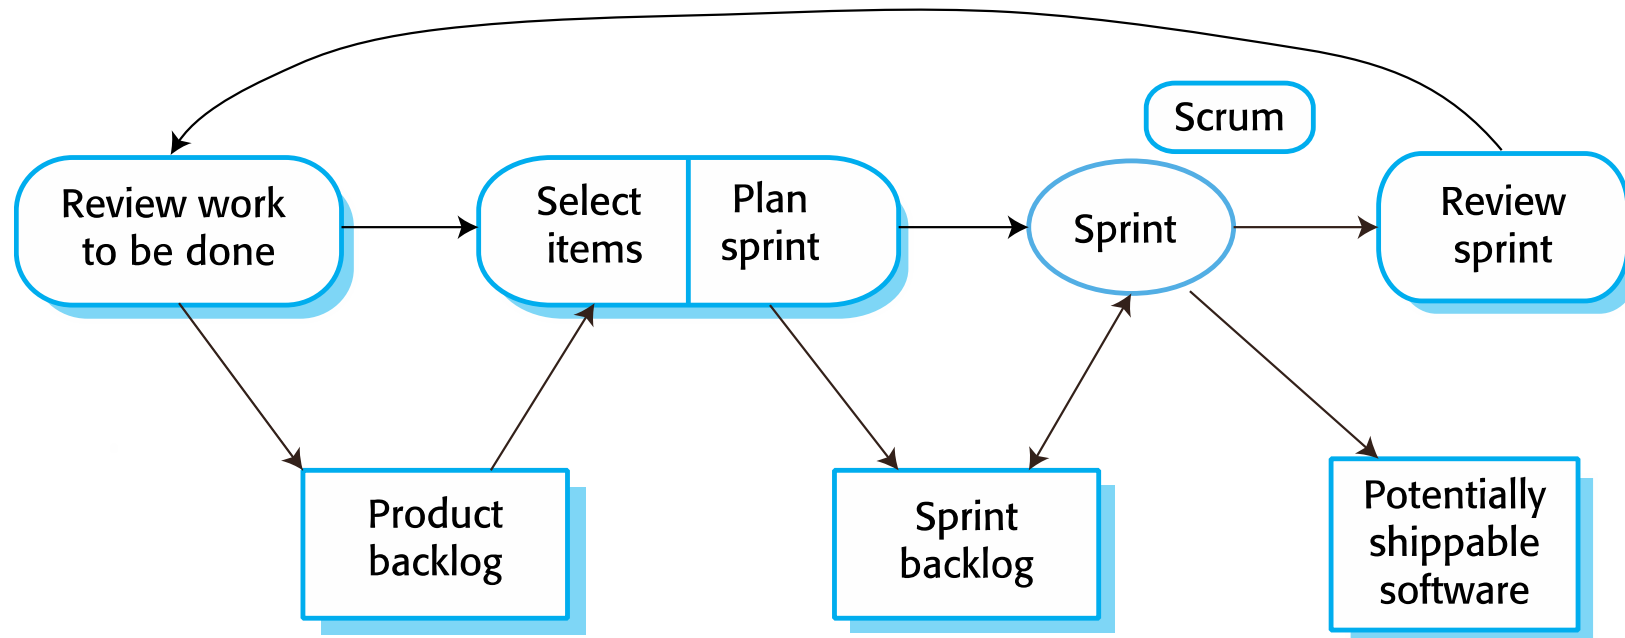 Scrum
Review work
to be done
Select
items
Plan
sprint
Sprint
Review
sprint
Product
backlog
Sprint
backlog
Potentially
shippable
software